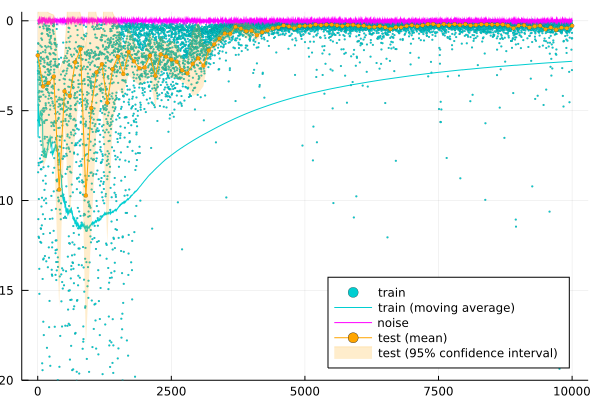 0
5
10
15
20
0
2500
5000
7500
10000
train
train (moving average)
noise
test (mean)
test (95% confidence interval)